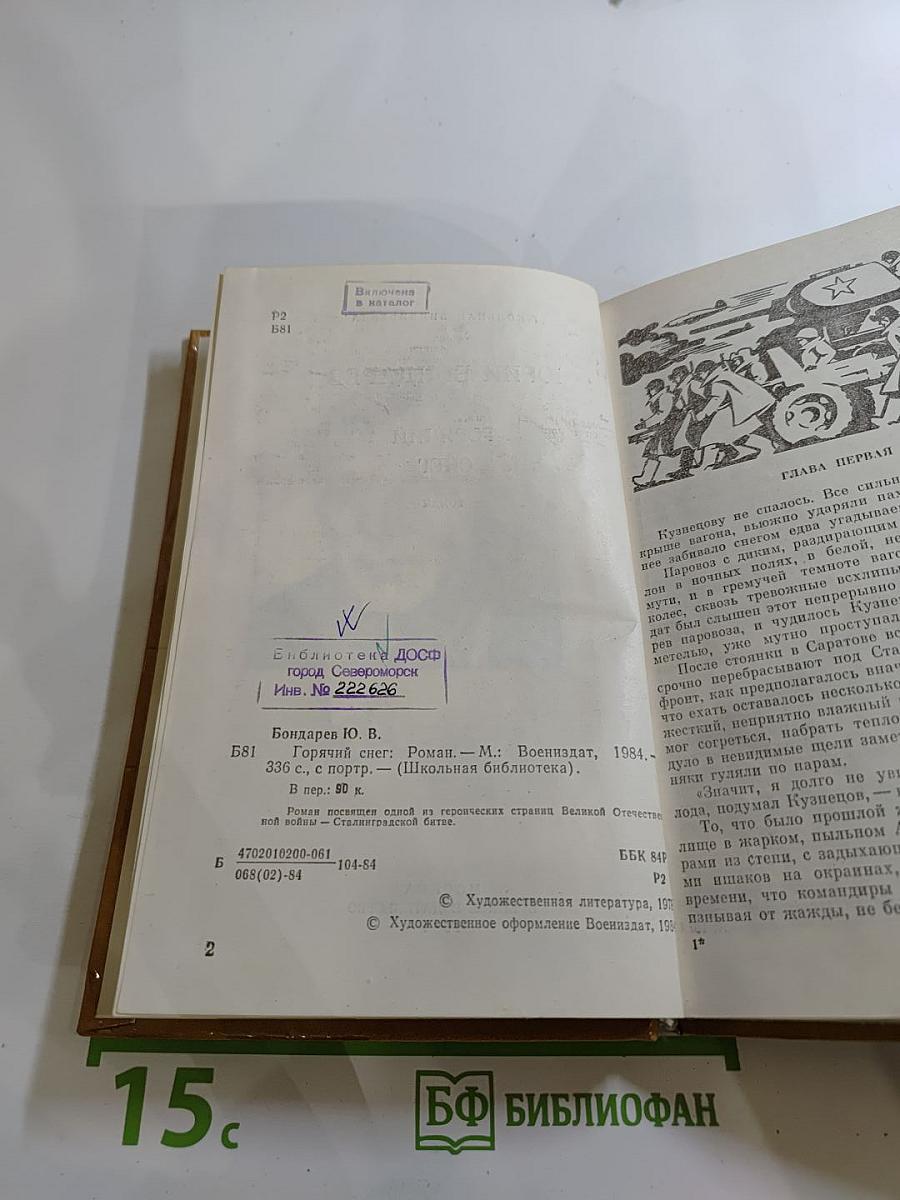 Включена
в каталог
Р2
Б81
Библиотека ДОСФ
город Североморск
Инв. № 222626
Бондарев Ю. В.
Б81 Горячий снег: Роман. — М.: Воениздат, 1984. —
336 с., с портр. — (Школьная библиотека).
В пер.: 90 к.
Роман посвящен одной из героических страниц Великой Отечествен
ной войны — Сталинградской битве.
Б 4702010200-061 104-84
068(02)-84
ББК 84Р
Р2
© Художественная литература, 197
© Художественное оформление Воениздат, 198
2
ГЛАВА ПЕРВАЯ
Кузнецову не спалось. Все сильн
крыше вагона, вьюжно ударяли
нее забивало снегом едва угадывае
Паровоз с диким, раздирающим
лон в ночных полях, в белой, не
мути, и в гремучей темноте ваг
колес, сквозь тревожные всхлипы
дат был слышен этот непрерывно
рев паровоза, и чудилось Кузне
метелью, уже мутно проступал
После стоянки в Саратове вс
срочно перебрасывают под Ста
фронт, как предполагалось внач
что ехать оставалось несколько
жесткий, неприятно влажный
мог согреться, набрать тепло
дуло в невидимые щели замет
няки гуляли по нарам.
«Значит, я долго не уви
лода, подумал Кузнецов, —
То, что было прошлой
лище в жарком, пыльном А
рами из степи, с задыхающ
ми ишаков на окраинах,
времени, что командиры
знывая от жажды, не бе
1*
15 с
БФ БИБЛИОФАН